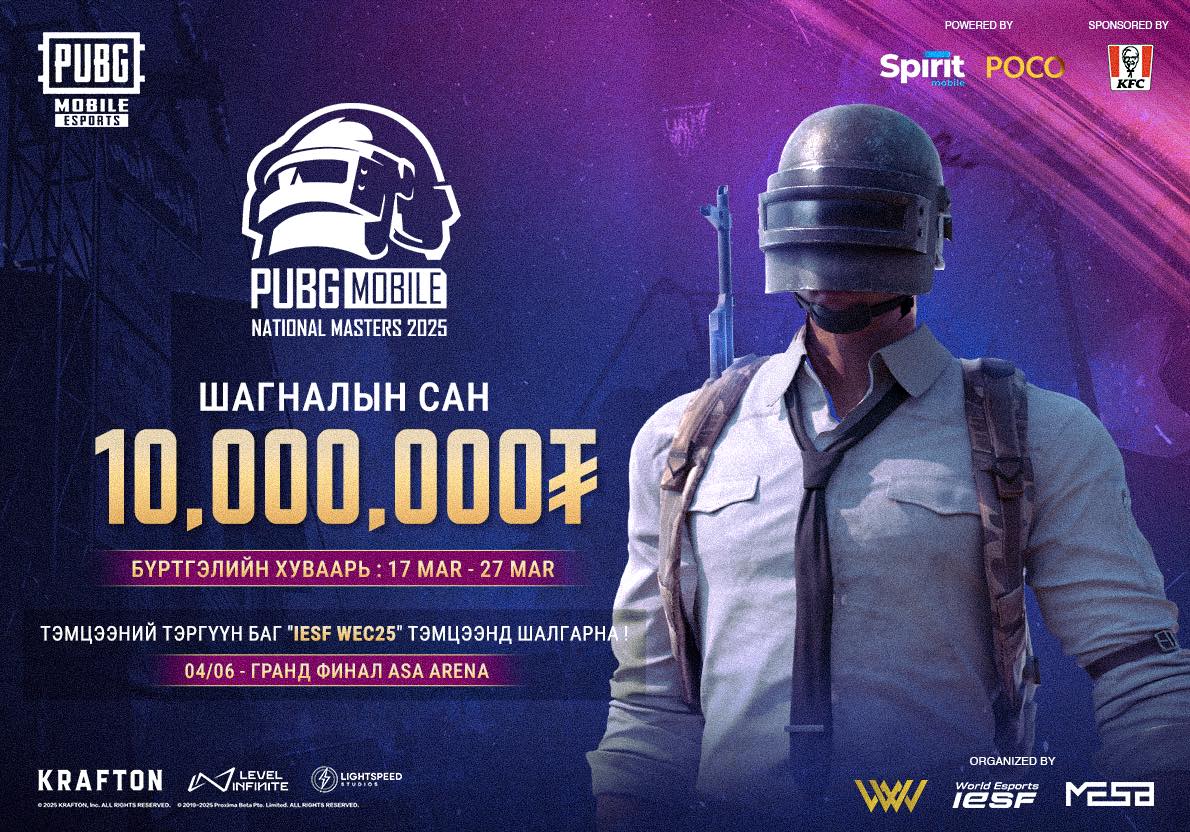 PUBG
MOBILE
ESPORTS
POWERED BY
SPONSORED BY
Spirit
mobile
POCO
KFC
PUBG MOBILE
NATIONAL MASTERS 2025
ШАГНАЛЫН САН
10,000,000₮
БҮРТГЭЛИЙН ХУВААРЬ : 17 MAR - 27 MAR
ТЭМЦЭЭНИЙ ТЭРГҮҮН БАГ "IESF WEC25" ТЭМЦЭЭНД ШАЛГАРНА !
04/06 - ГРАНД ФИНАЛ ASA ARENA
KRAFTON
LEVEL
INFINITE
LIGHTSPEED
STUDIOS
© 2025 KRAFTON, Inc. ALL RIGHTS RESERVED. © 2019-2025 Proxima Beta Pte. Limited. ALL RIGHTS RESERVED.
ORGANIZED BY
World Esports
IESF
MESA